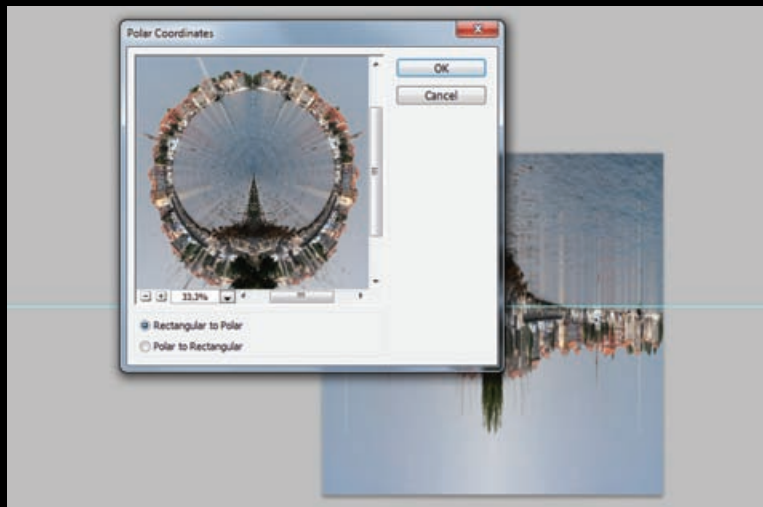 Polar Coordinates
OK
Cancel
33.3%
Rectangular to Polar
Polar to Rectangular